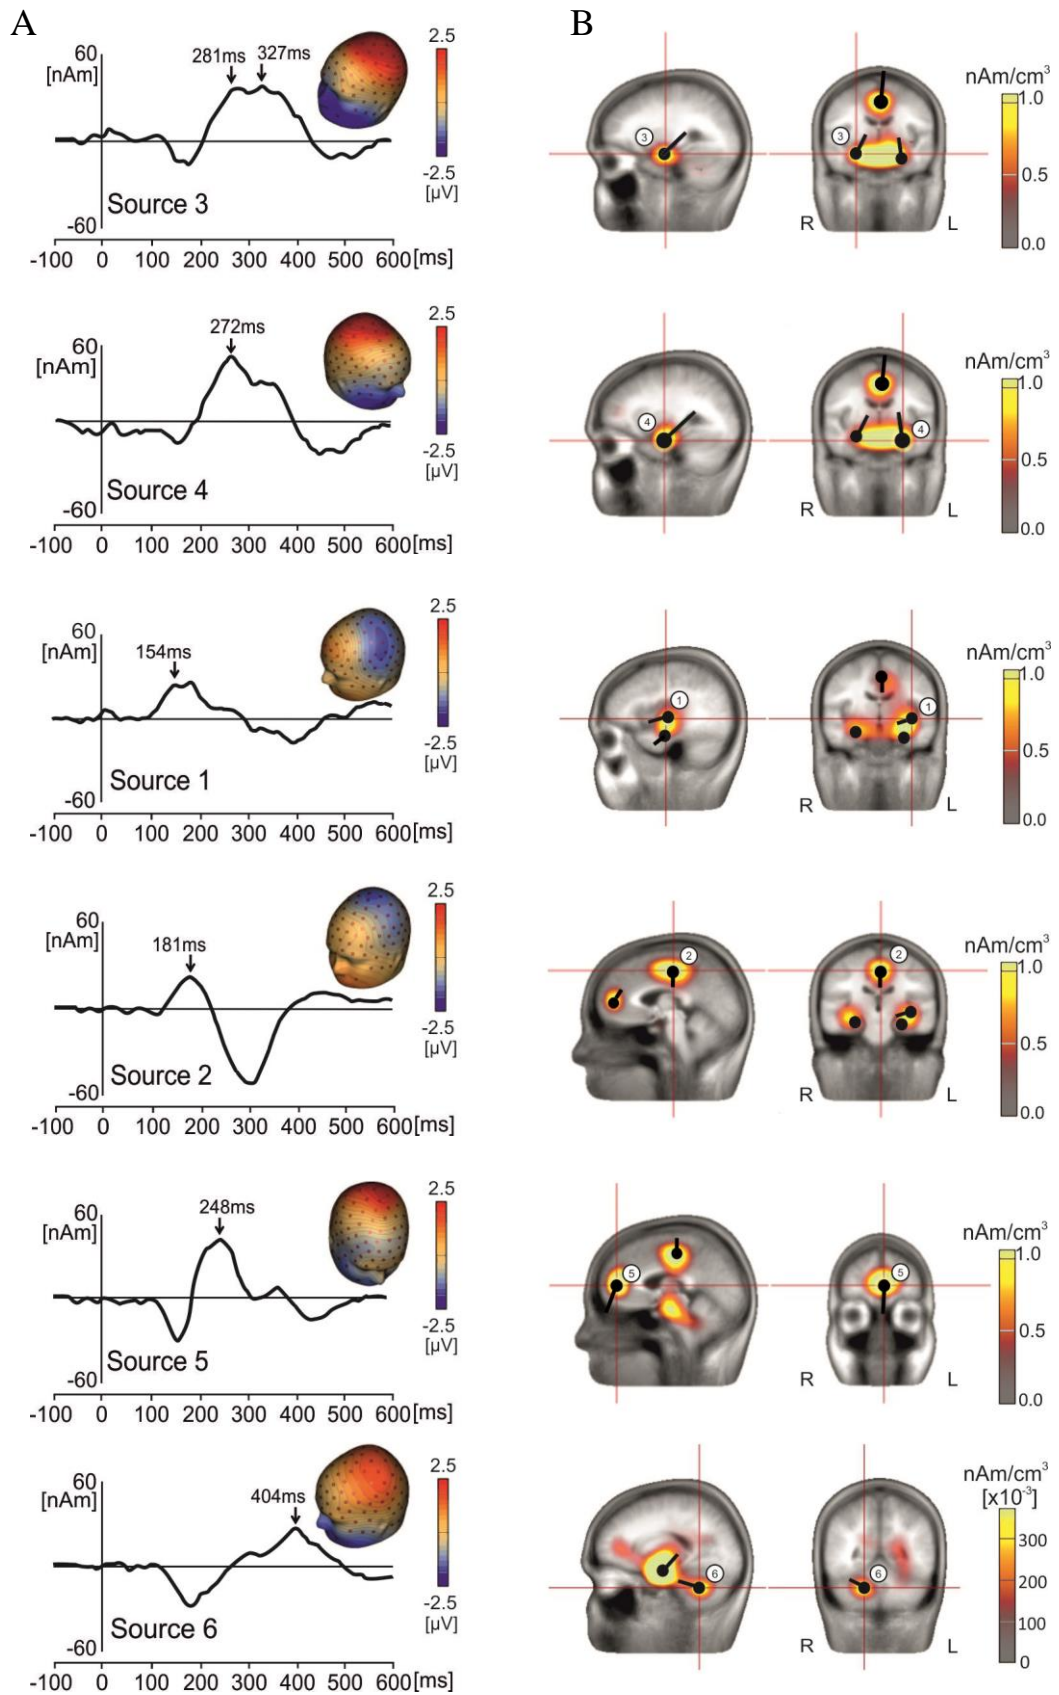 A
B
60
[nAm]
281ms
327ms
2.5
-2.5
[µV]
Source 3
-60
-100 0 100 200 300 400 500 600[ms]
3
3
R
L
nAm/cm³
1.0
0.5
0.0
60
[nAm]
272ms
2.5
-2.5
[µV]
Source 4
-60
-100 0 100 200 300 400 500 600[ms]
4
4
R
L
nAm/cm³
1.0
0.5
0.0
60
[nAm]
154ms
2.5
-2.5
[µV]
Source 1
-60
-100 0 100 200 300 400 500 600[ms]
1
1
R
L
nAm/cm³
1.0
0.5
0.0
60
[nAm]
181ms
2.5
-2.5
[µV]
Source 2
-60
-100 0 100 200 300 400 500 600 [ms]
2
2
R
L
nAm/cm³
1.0
0.5
0.0
60
[nAm]
248ms
2.5
-2.5
[µV]
Source 5
-60
-100 0 100 200 300 400 500 600[ms]
5
5
R
L
nAm/cm³
1.0
0.5
0.0
60
[nAm]
404ms
2.5
-2.5
[µV]
Source 6
-60
-100 0 100 200 300 400 500 600[ms]
6
6
R
L
nAm/cm³
[x10⁻³]
300
200
100
0